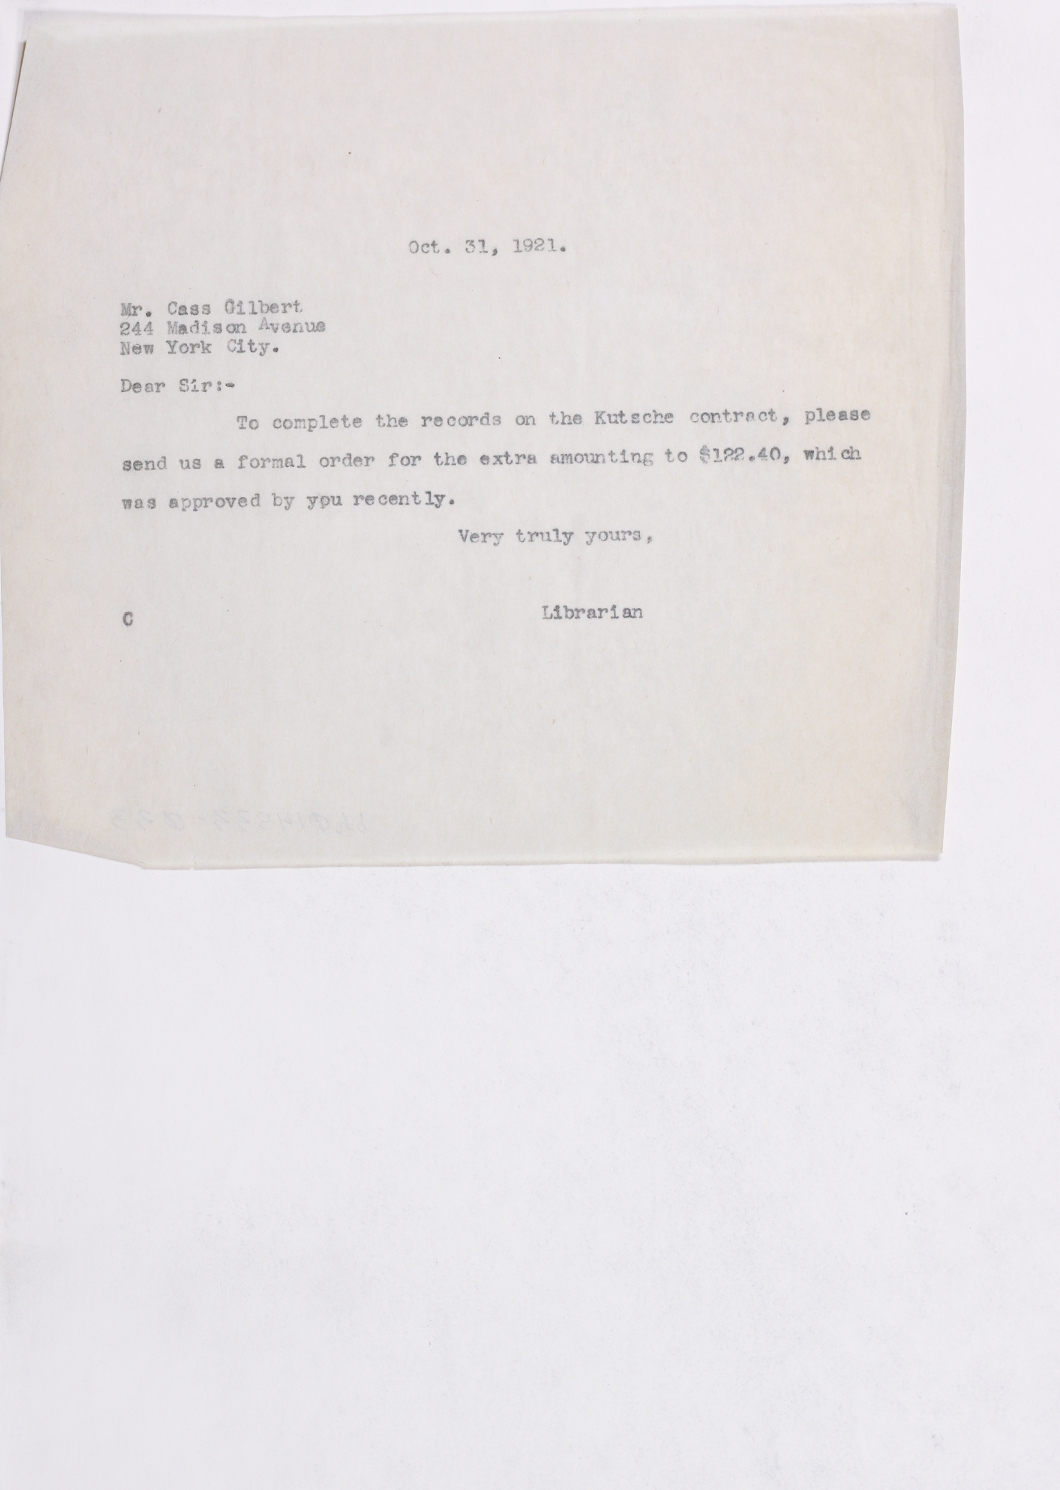 Oct. 31, 1921.
Mr. Cass Gilbert
244 Madison Avenue
New York City.
Dear Sir:-
To complete the records on the Kutsche contract, please
send us a formal order for the extra amounting to $122.40, which
was approved by you recently.
Very truly yours,
Librarian
C